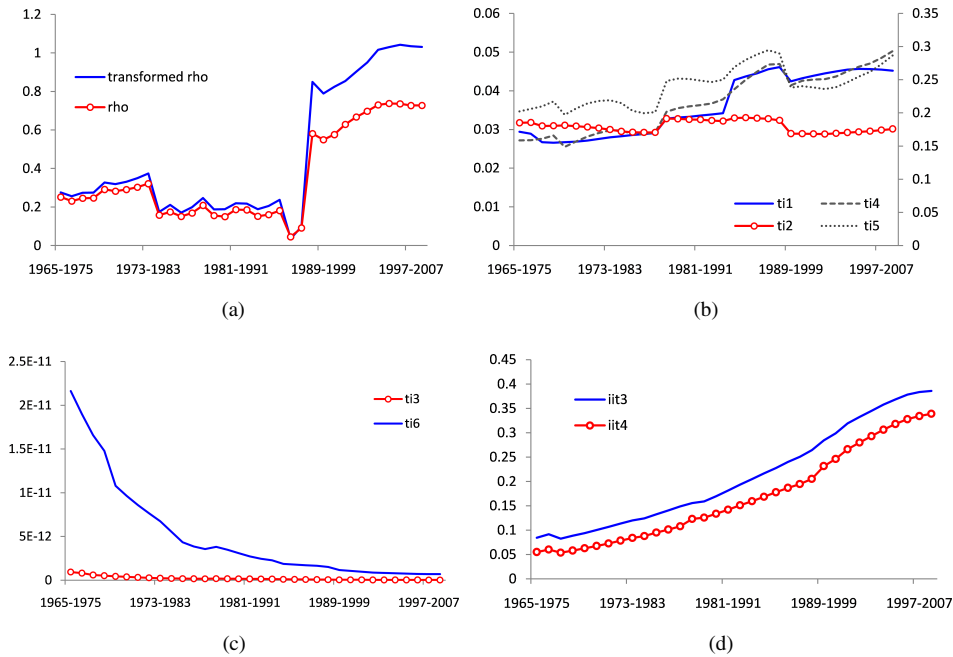 1.2
1
0.8
0.6
0.4
0.2
0
transformed rho
rho
1965-1975 1973-1983 1981-1991 1989-1999 1997-2007
(a)
0.06
0.05
0.04
0.03
0.02
0.01
0
0.35
0.3
0.25
0.2
0.15
0.1
0.05
0
ti1 ti4
ti2 ti5
1965-1975 1973-1983 1981-1991 1989-1999 1997-2007
(b)
2.5E-11
2E-11
1.5E-11
1E-11
5E-12
0
ti3
ti6
1965-1975 1973-1983 1981-1991 1989-1999 1997-2007
(c)
0.45
0.4
0.35
0.3
0.25
0.2
0.15
0.1
0.05
0
iit3
iit4
1965-1975 1973-1983 1981-1991 1989-1999 1997-2007
(d)